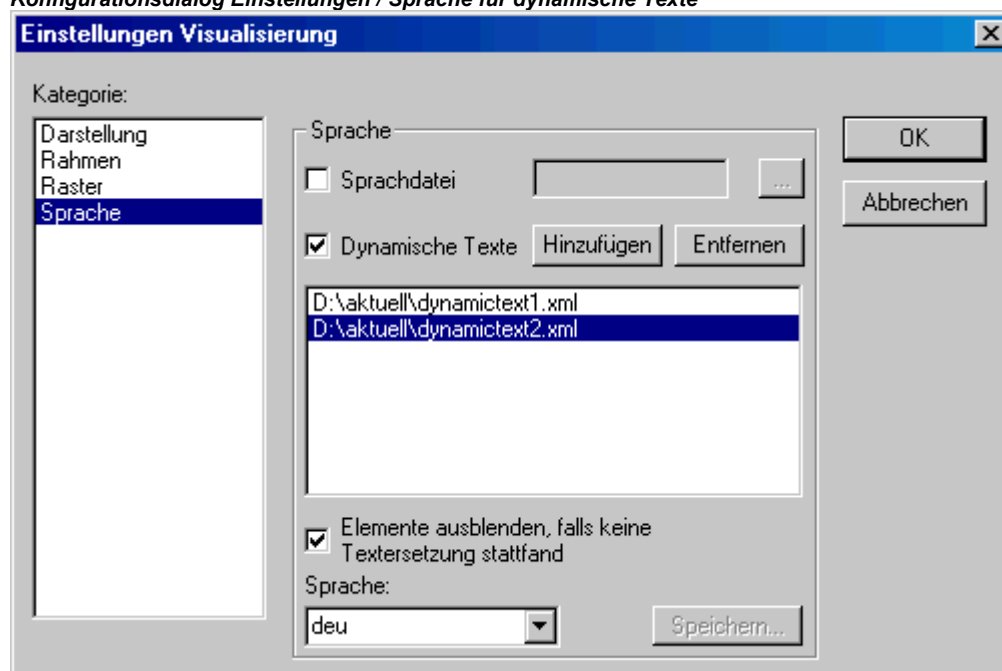 Konfigurationsdialog Einstellungen / Sprache für dynamische Texte
Einstellungen Visualisierung
Kategorie:
Darstellung
Rahmen
Raster
Sprache
Sprache
Sprachdatei
...
Dynamische Texte
Hinzufügen
Entfernen
D:\aktuell\dynamictext1.xml
D:\aktuell\dynamictext2.xml
Elemente ausblenden, falls keine
Textersetzung stattfand
Sprache:
deu
Speichern...
OK
Abbrechen